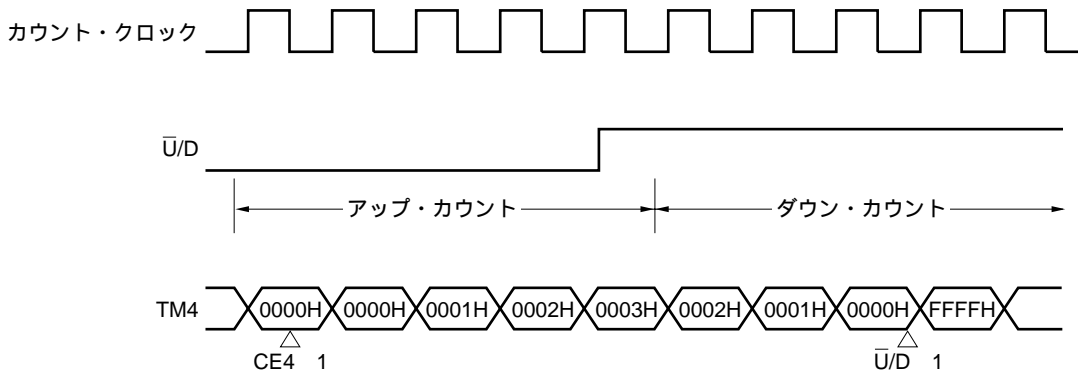 カウント・クロック
U̅/D
アップ・カウント ダウン・カウント
TM4 0000H 0000H 0001H 0002H 0003H 0002H 0001H 0000H FFFFH
CE4 1 U̅/D 1